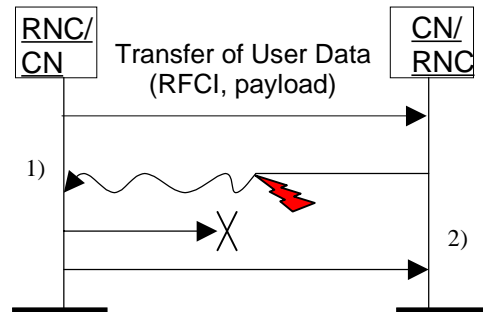 RNC/
CN
CN/
RNC
Transfer of User Data
(RFCI, payload)
1)
2)